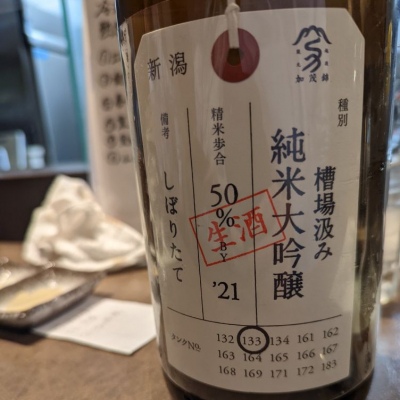 加茂錦
新潟
種別
槽場汲み
純米大吟醸
精米歩合
50%
BY
'21
生酒
備考
しぼりたて
タンクNo
132 133 134 161 162
163 164 165 166 167
168 169 171 172 183